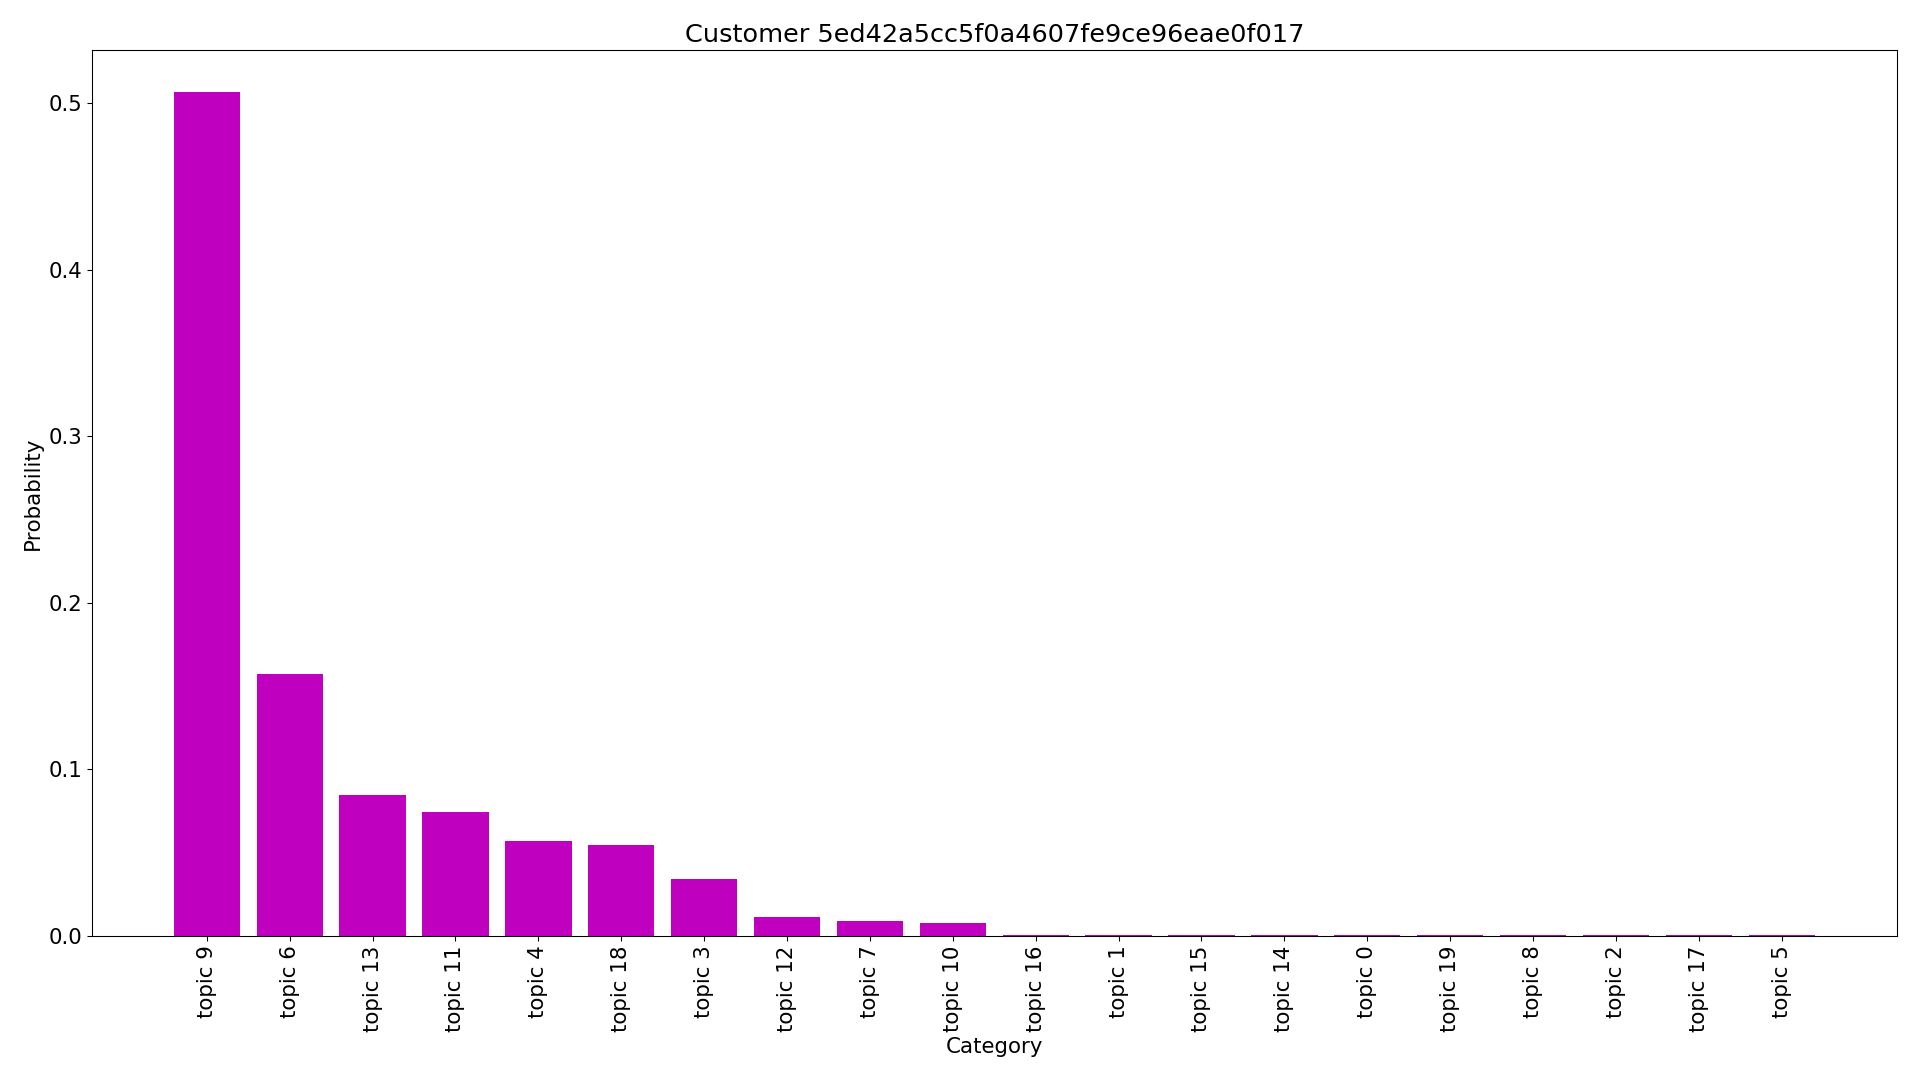 Customer 5ed42a5cc5f0a4607fe9ce96eae0f017
Probability
0.5
0.4
0.3
0.2
0.1
0.0
topic 9
topic 6
topic 13
topic 11
topic 4
topic 18
topic 3
topic 12
topic 7
topic 10
topic 16
topic 1
topic 15
topic 14
topic 0
topic 19
topic 8
topic 2
topic 17
topic 5
Category